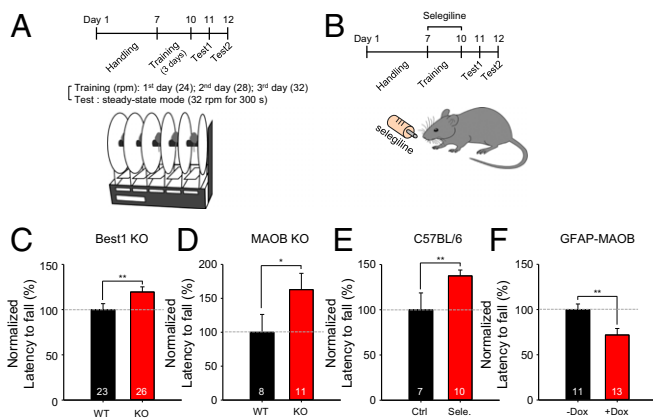 A
Day 1 7 10 11 12
Handling
Training
(3 days)
Test1
Test2
Training (rpm): 1st day (24); 2nd day (28); 3rd day (32)
Test : steady-state mode (32 rpm for 300 s)
B
Selegiline
Day 1 7 10 11 12
Handling
Training
Test1
Test2
selegiline
C
Best1 KO
Normalized
Latency to fall (%)
150
100
50
0
**
23
26
WT KO
D
MAOB KO
Normalized
Latency to fall (%)
200
150
100
50
0
*
8
11
WT KO
E
C57BL/6
Normalized
Latency to fall (%)
150
100
50
0
**
7
10
Ctrl Sele.
F
GFAP-MAOB
Normalized
Latency to fall (%)
150
100
50
0
**
11
13
-Dox +Dox